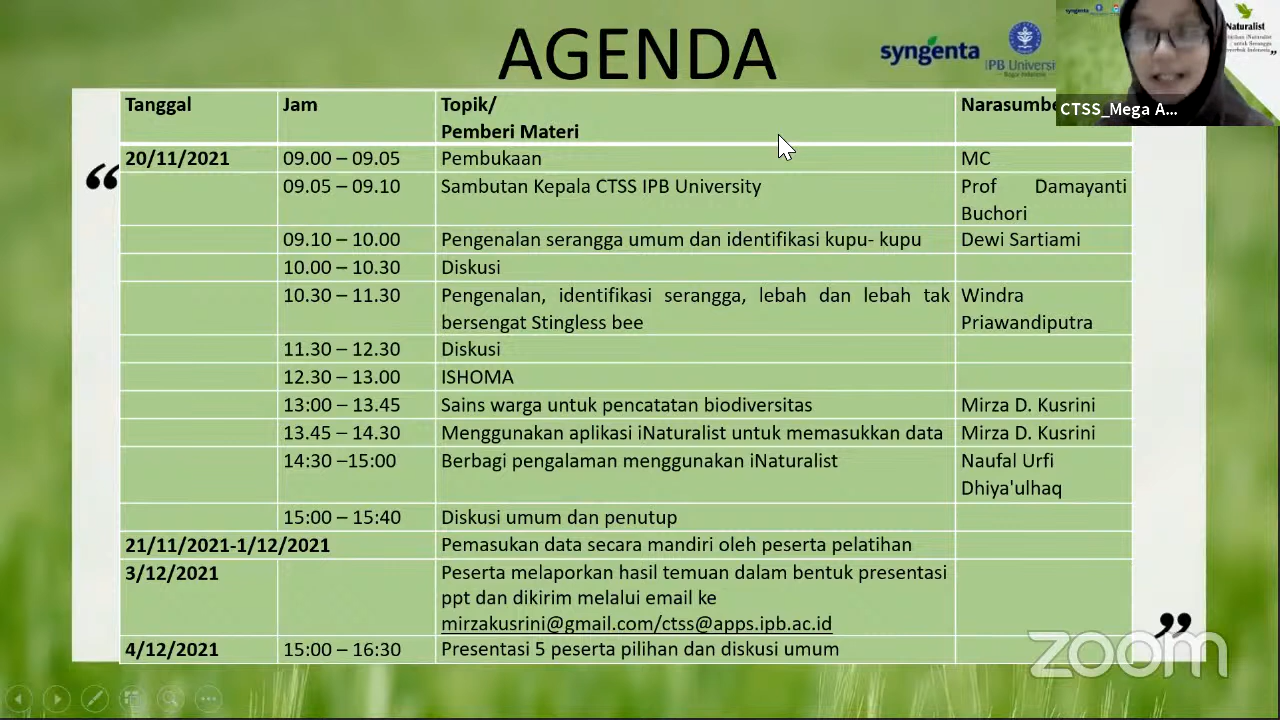 AGENDA
syngenta
IPB Universi
Naturalist
CTSS_Mega A...
Tanggal Jam Topik/ Narasumbe
Pemberi Materi
20/11/2021 09.00 – 09.05 Pembukaan MC
09.05 – 09.10 Sambutan Kepala CTSS IPB University Prof Damayanti
Buchori
09.10 – 10.00 Pengenalan serangga umum dan identifikasi kupu- kupu Dewi Sartiami
10.00 – 10.30 Diskusi
10.30 – 11.30 Pengenalan, identifikasi serangga, lebah dan lebah tak Windra
bersengat Stingless bee Priawandiputra
11.30 – 12.30 Diskusi
12.30 – 13.00 ISHOMA
13:00 – 13.45 Sains warga untuk pencatatan biodiversitas Mirza D. Kusrini
13.45 – 14.30 Menggunakan aplikasi iNaturalist untuk memasukkan data Mirza D. Kusrini
14:30 –15:00 Berbagi pengalaman menggunakan iNaturalist Naufal Urfi
Dhiya'ulhaq
15:00 – 15:40 Diskusi umum dan penutup
21/11/2021-1/12/2021 Pemasukan data secara mandiri oleh peserta pelatihan
3/12/2021 Peserta melaporkan hasil temuan dalam bentuk presentasi
ppt dan dikirim melalui email ke
mirzakusrini@gmail.com/ctss@apps.ipb.ac.id
4/12/2021 15:00 – 16:30 Presentasi 5 peserta pilihan dan diskusi umum
zoom